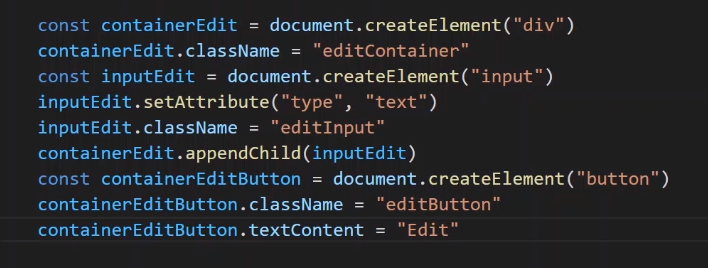 const containerEdit = document.createElement("div")
containerEdit.className = "editContainer"
const inputEdit = document.createElement("input")
inputEdit.setAttribute("type", "text")
inputEdit.className = "editInput"
containerEdit.appendChild(inputEdit)
const containerEditButton = document.createElement("button")
containerEditButton.className = "editButton"
containerEditButton.textContent = "Edit"